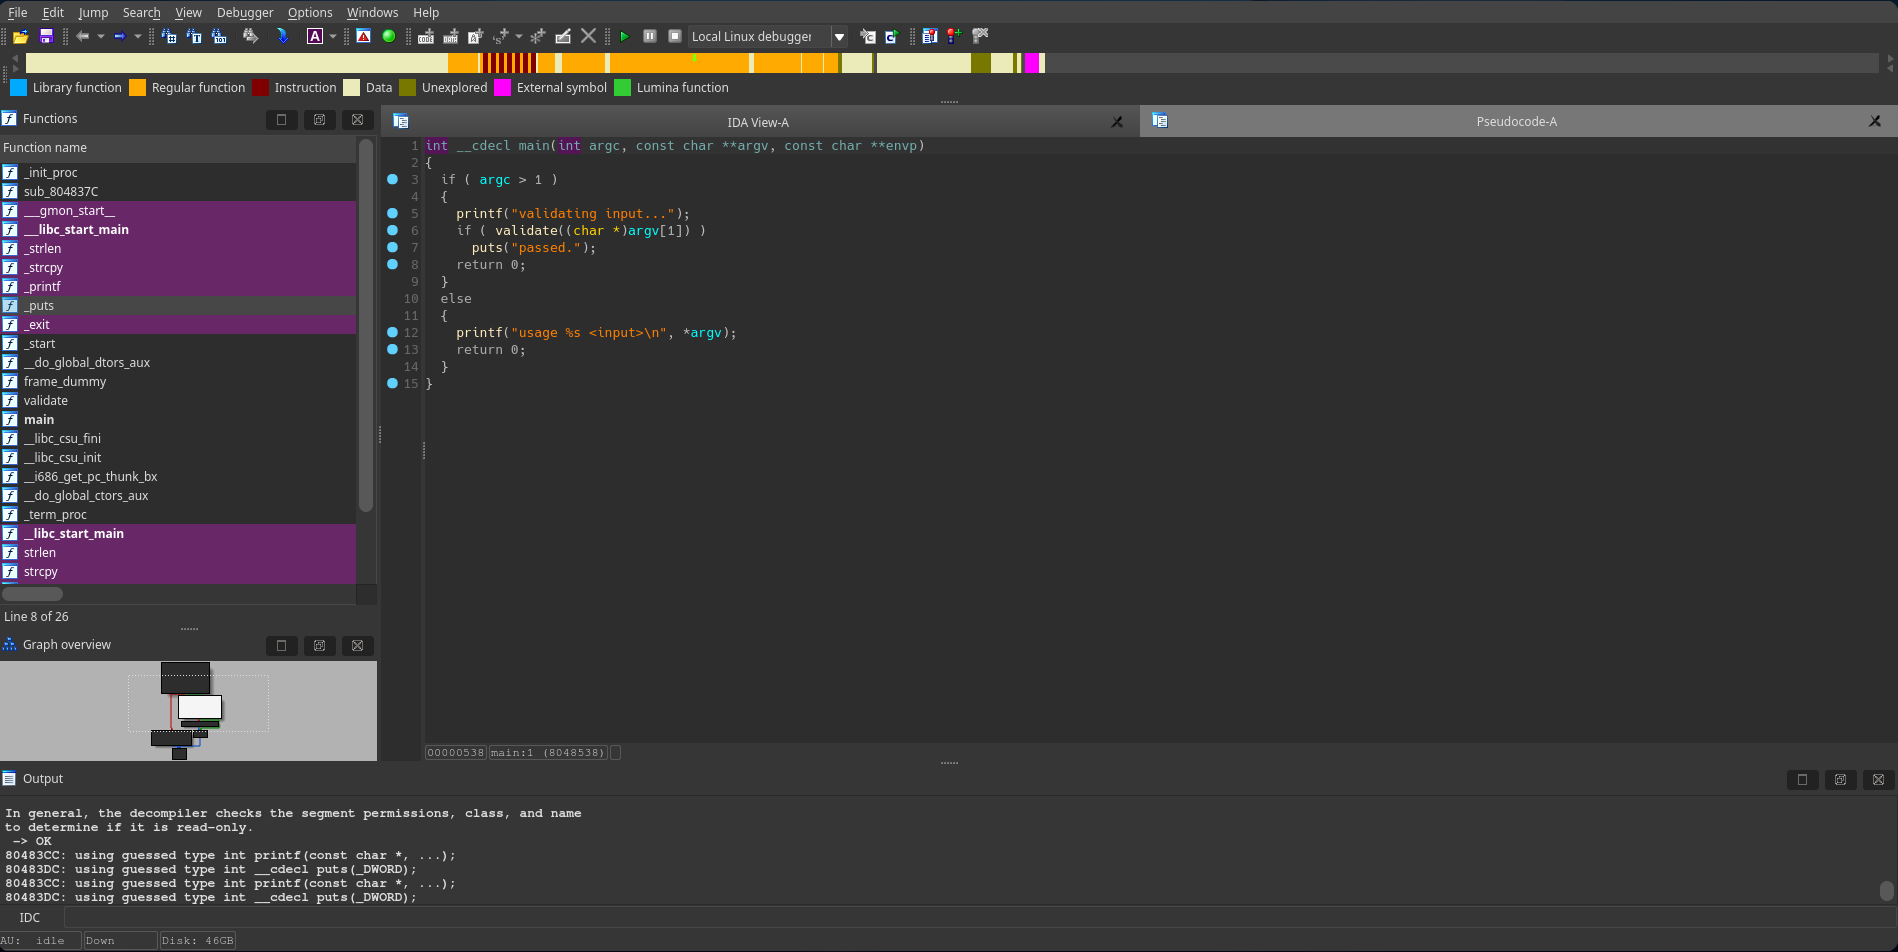 File Edit Jump Search View Debugger Options Windows Help
Local Linux debugger
Library function Regular function Instruction Data Unexplored External symbol Lumina function
Functions
Function name
_init_proc
sub_804837C
___gmon_start__
___libc_start_main
_strlen
_strcpy
_printf
_puts
_exit
_start
__do_global_dtors_aux
frame_dummy
validate
main
__libc_csu_fini
__libc_csu_init
__i686_get_pc_thunk_bx
__do_global_ctors_aux
_term_proc
__libc_start_main
strlen
strcpy
Line 8 of 26
Graph overview
IDA View-A
Pseudocode-A
1 int __cdecl main(int argc, const char **argv, const char **envp)
2 {
3 if ( argc > 1 )
4 {
5 printf("validating input...");
6 if ( validate((char *)argv[1]) )
7 puts("passed.");
8 return 0;
9 }
10 else
11 {
12 printf("usage %s <input>\n", *argv);
13 return 0;
14 }
15 }
00000538 main:1 (8048538)
Output
In general, the decompiler checks the segment permissions, class, and name
to determine if it is read-only.
-> OK
80483CC: using guessed type int printf(const char *, ...);
80483DC: using guessed type int __cdecl puts(_DWORD);
80483CC: using guessed type int printf(const char *, ...);
80483DC: using guessed type int __cdecl puts(_DWORD);
IDC
AU: idle Down Disk: 46GB